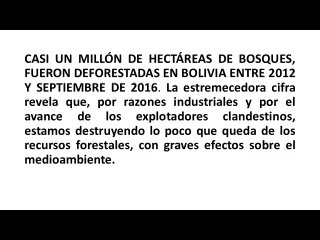 CASI UN MILLÓN DE HECTÁREAS DE BOSQUES,
FUERON DEFORESTADAS EN BOLIVIA ENTRE 2012
Y SEPTIEMBRE DE 2016. La estremecedora cifra
revela que, por razones industriales y por el
avance de los explotadores clandestinos,
estamos destruyendo lo poco que queda de los
recursos forestales, con graves efectos sobre el
medioambiente.